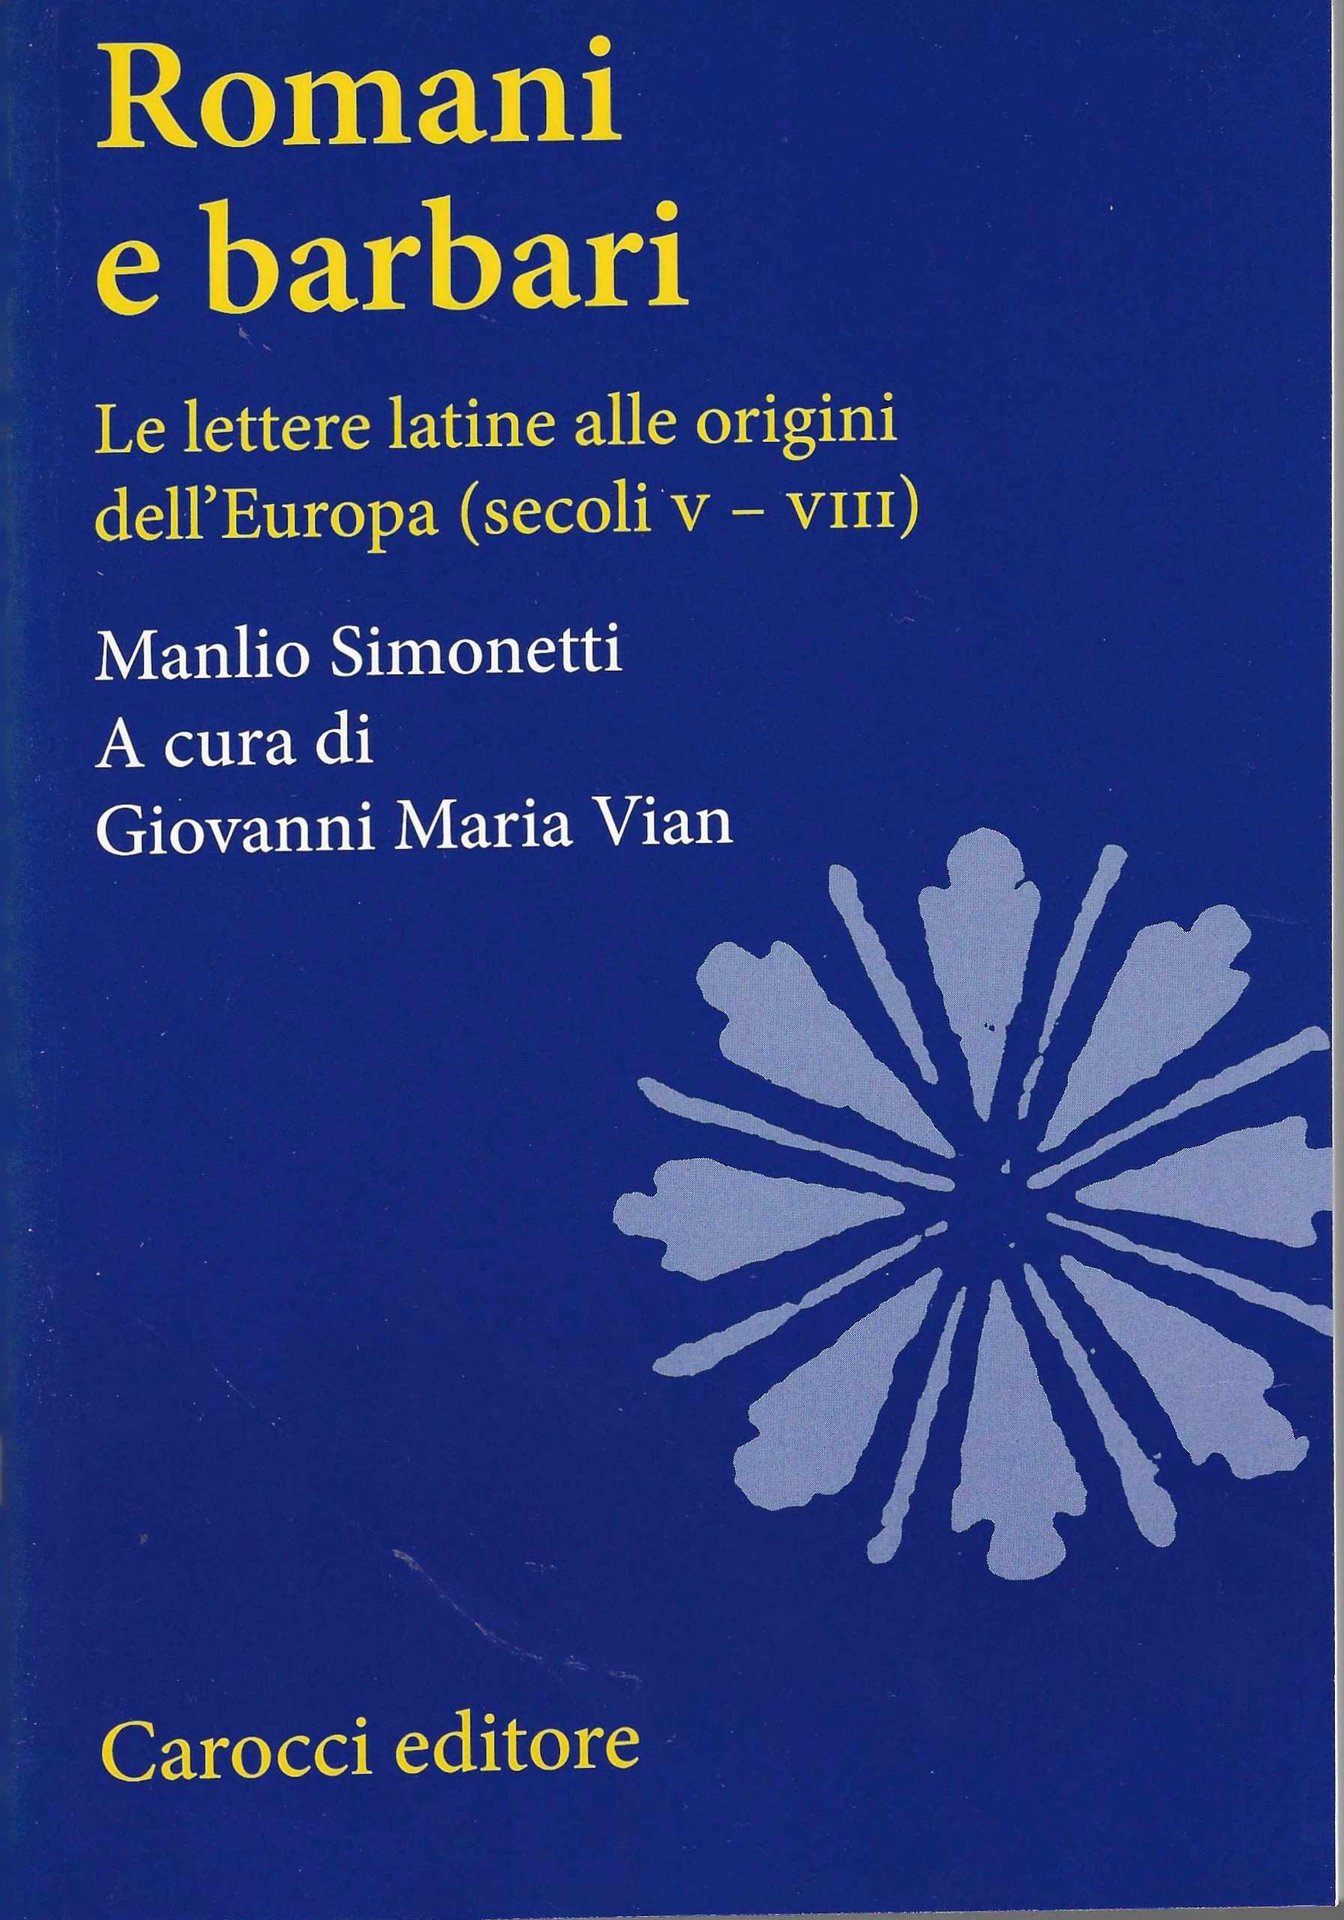 Romani
e barbari
Le lettere latine alle origini
dell’Europa (secoli V – VIII)
Manlio Simonetti
A cura di
Giovanni Maria Vian
Carocci editore